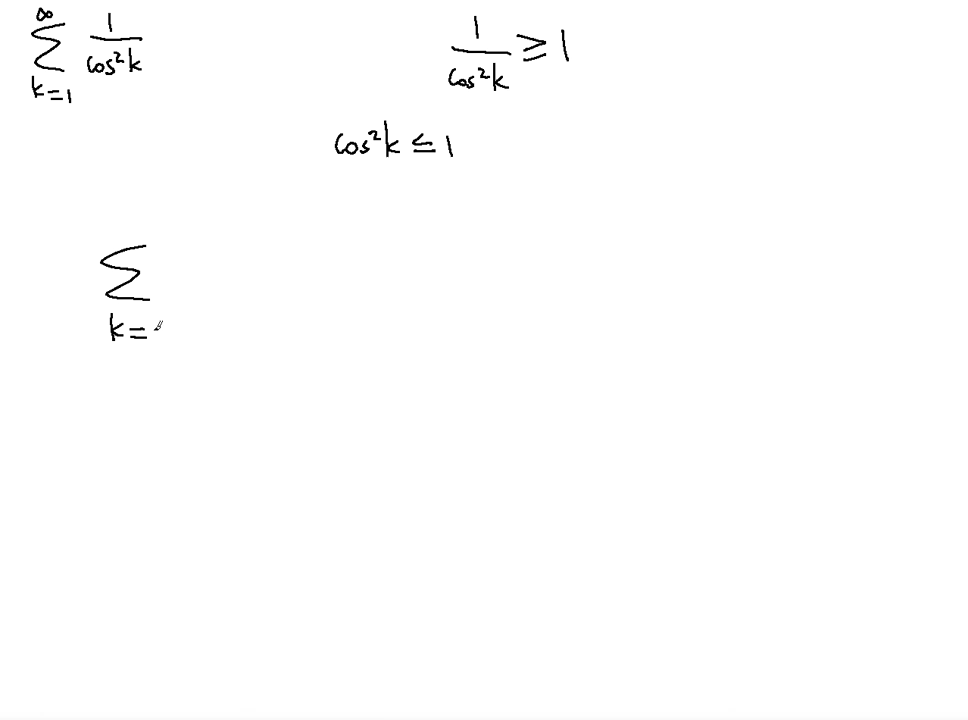 ∞
∑ 1/cos²k
k=1
1/cos²k ≥ 1
cos²k ≤ 1
∑
k=